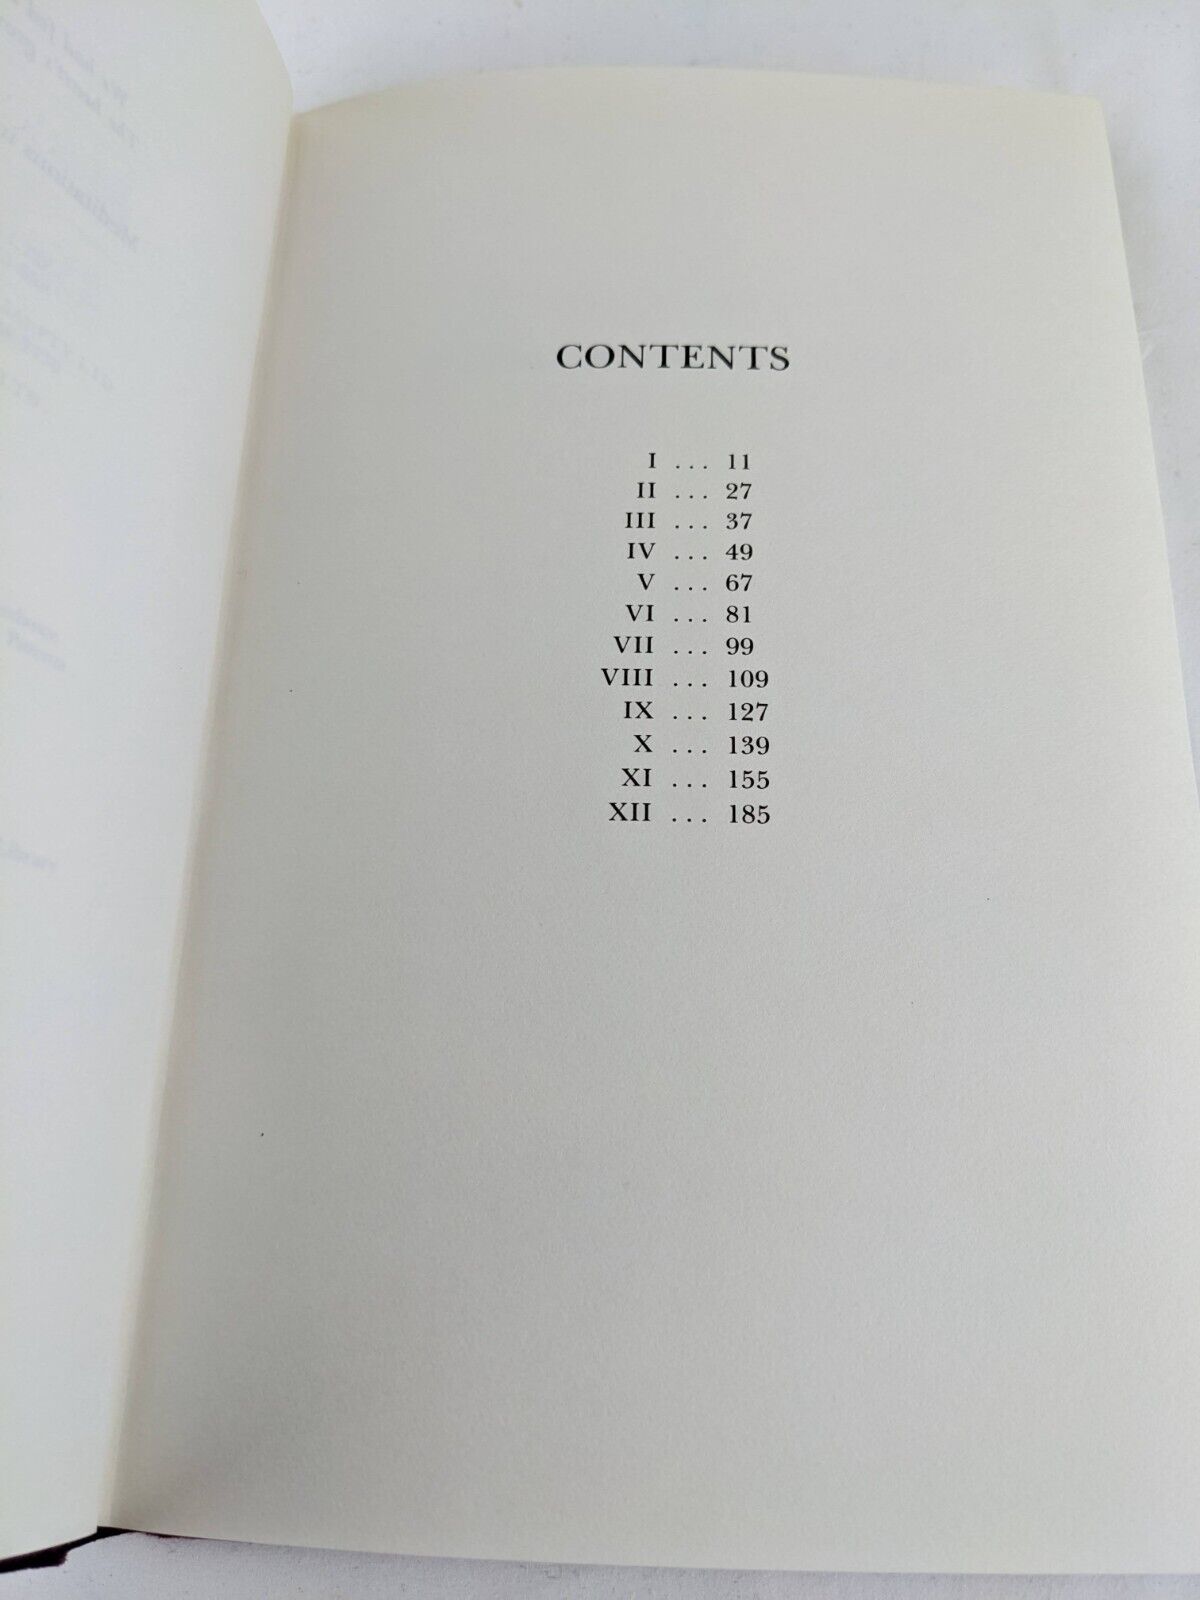 CONTENTS
I ... 11
II ... 27
III ... 37
IV ... 49
V ... 67
VI ... 81
VII ... 99
VIII ... 109
IX ... 127
X ... 139
XI ... 155
XII ... 185